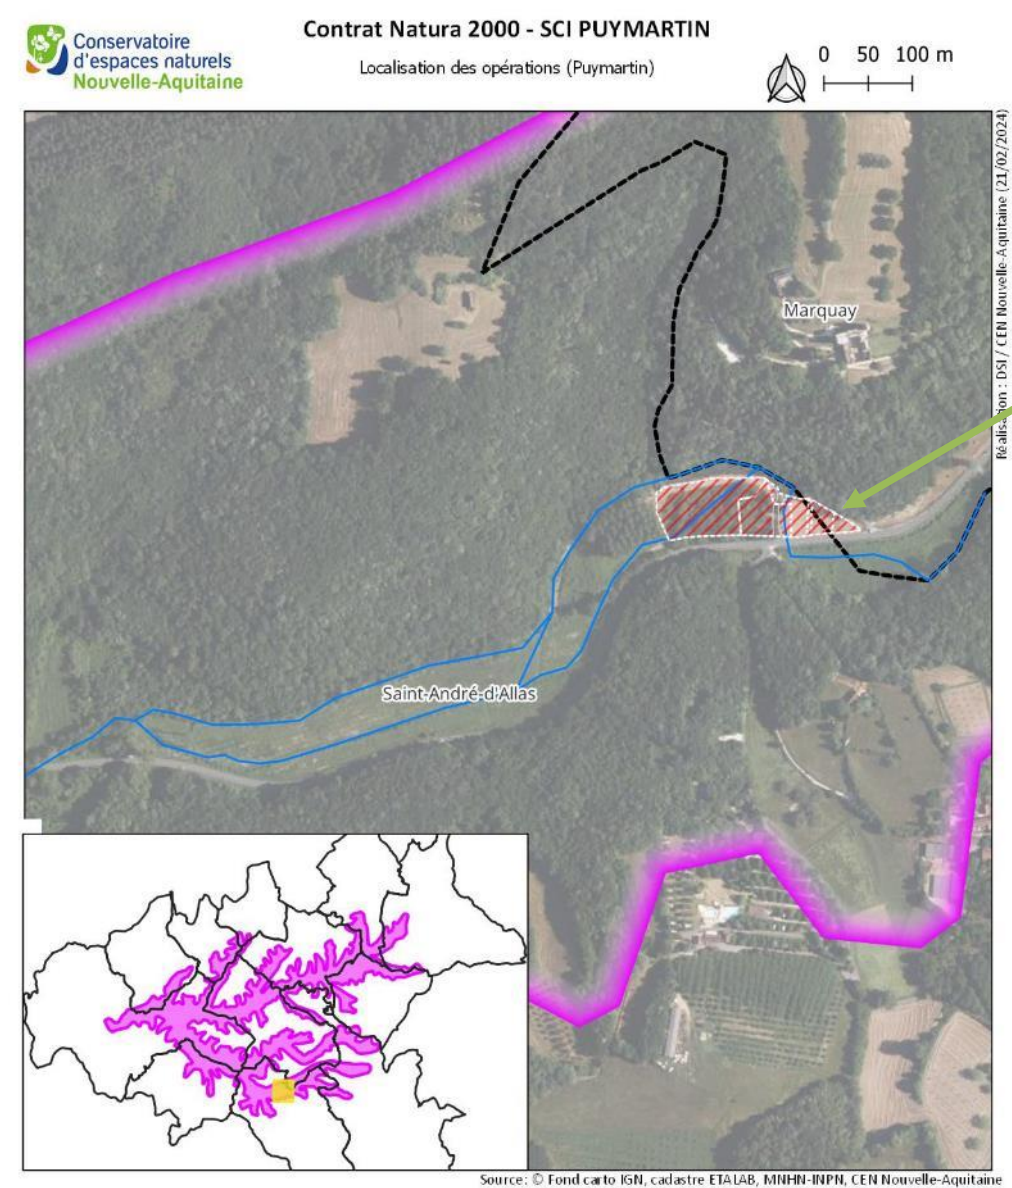 Conservatoire
d'espaces naturels
Nouvelle-Aquitaine
Contrat Natura 2000 - SCI PUYMARTIN
Localisation des opérations (Puymartin)
0 50 100 m
Réalisation : DSI / CEN Nouvelle-Aquitaine (21/02/2024)
Marquay
Saint-André-d'Allas
Source: © Fond carto IGN, cadastre ETALAB, MNHN-INPN, CEN Nouvelle-Aquitaine